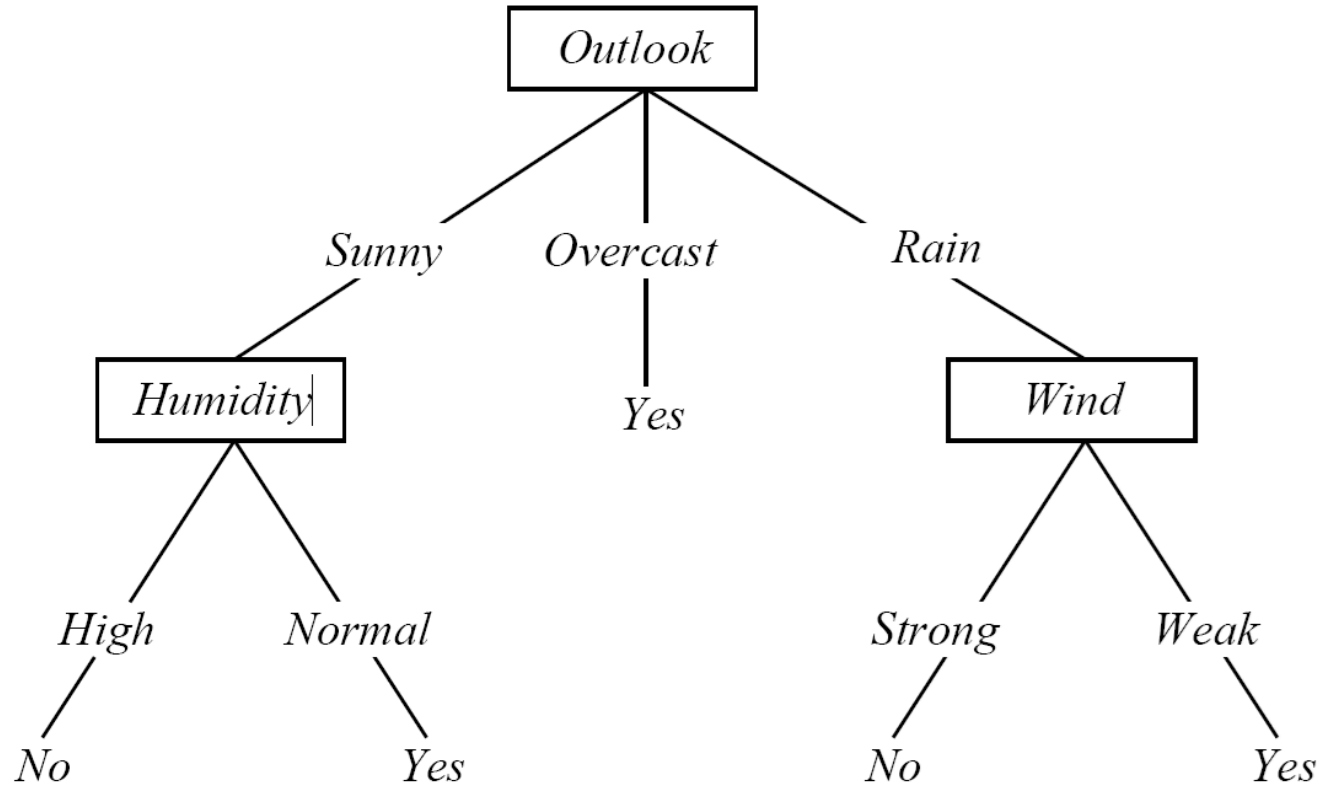 Outlook
Sunny Overcast Rain
Humidity Yes Wind
High Normal Strong Weak
No Yes No Yes